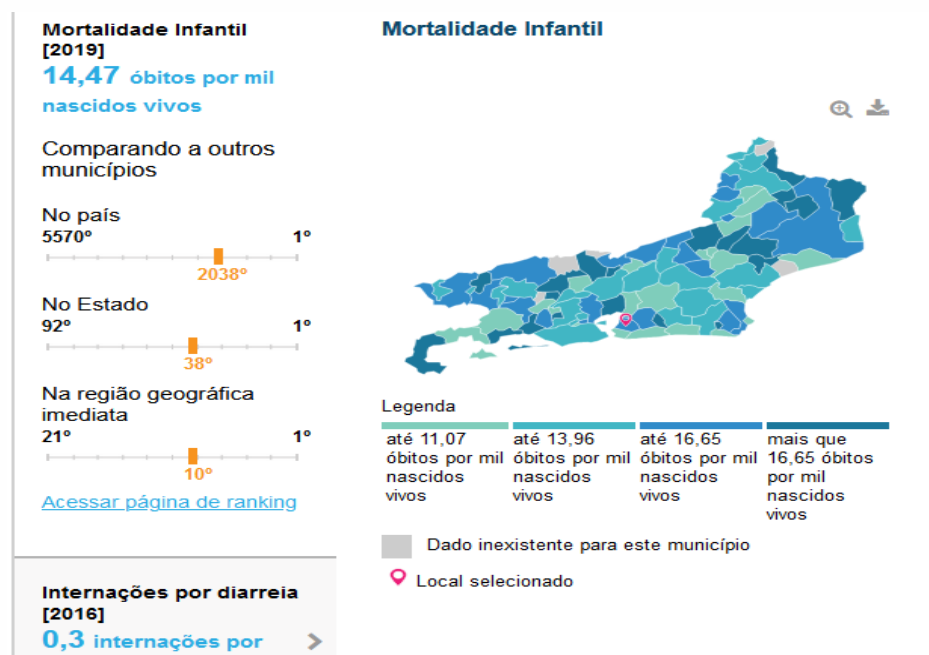 Mortalidade Infantil
[2019]
14,47 óbitos por mil
nascidos vivos
Comparando a outros
municípios
No país
5570º 1º
2038º
No Estado
92º 1º
38º
Na região geográfica
imediata
21º 1º
10º
Acessar página de ranking
Internações por diarreia
[2016]
0,3 internações por
Mortalidade Infantil
Legenda
até 11,07
óbitos por mil
nascidos
vivos
até 13,96
óbitos por mil
nascidos
vivos
até 16,65
óbitos por mil
nascidos
vivos
mais que
16,65 óbitos
por mil
nascidos
vivos
Dado inexistente para este município
Local selecionado